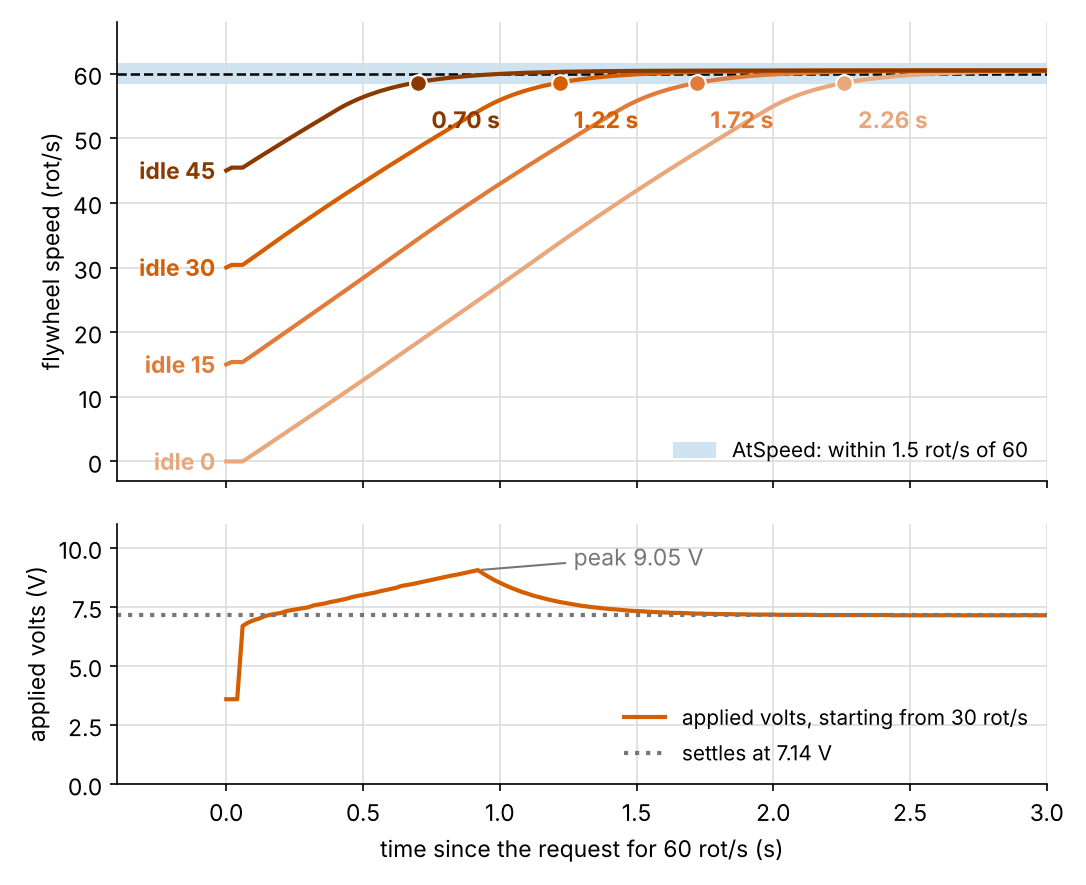 60
50
40
30
20
10
0
flywheel speed (rot/s)
idle 45
idle 30
idle 15
idle 0
0.70 s
1.22 s
1.72 s
2.26 s
AtSpeed: within 1.5 rot/s of 60
10.0
7.5
5.0
2.5
0.0
applied volts (V)
peak 9.05 V
applied volts, starting from 30 rot/s
settles at 7.14 V
0.0 0.5 1.0 1.5 2.0 2.5 3.0
time since the request for 60 rot/s (s)